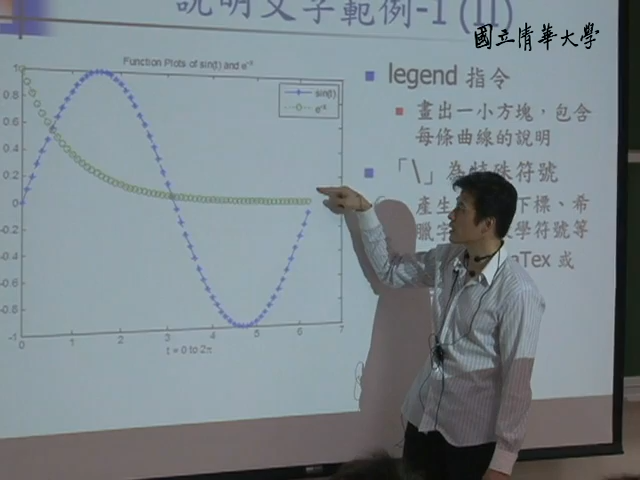 說明文字範例-1 (II)
國立清華大學
Function Plots of sin(t) and e⁻ᵗ
sin(t)
e⁻ᵗ
legend 指令
畫出一小方塊，包含
每條曲線的說明
「\」為特殊符號
產生
下標、希
臘字
學符號等
Tex 或
1
0.8
0.6
0.4
0.2
0
-0.2
-0.4
-0.6
-0.8
-1
0 1 2 3 4 5 6 7
t = 0 to 2π